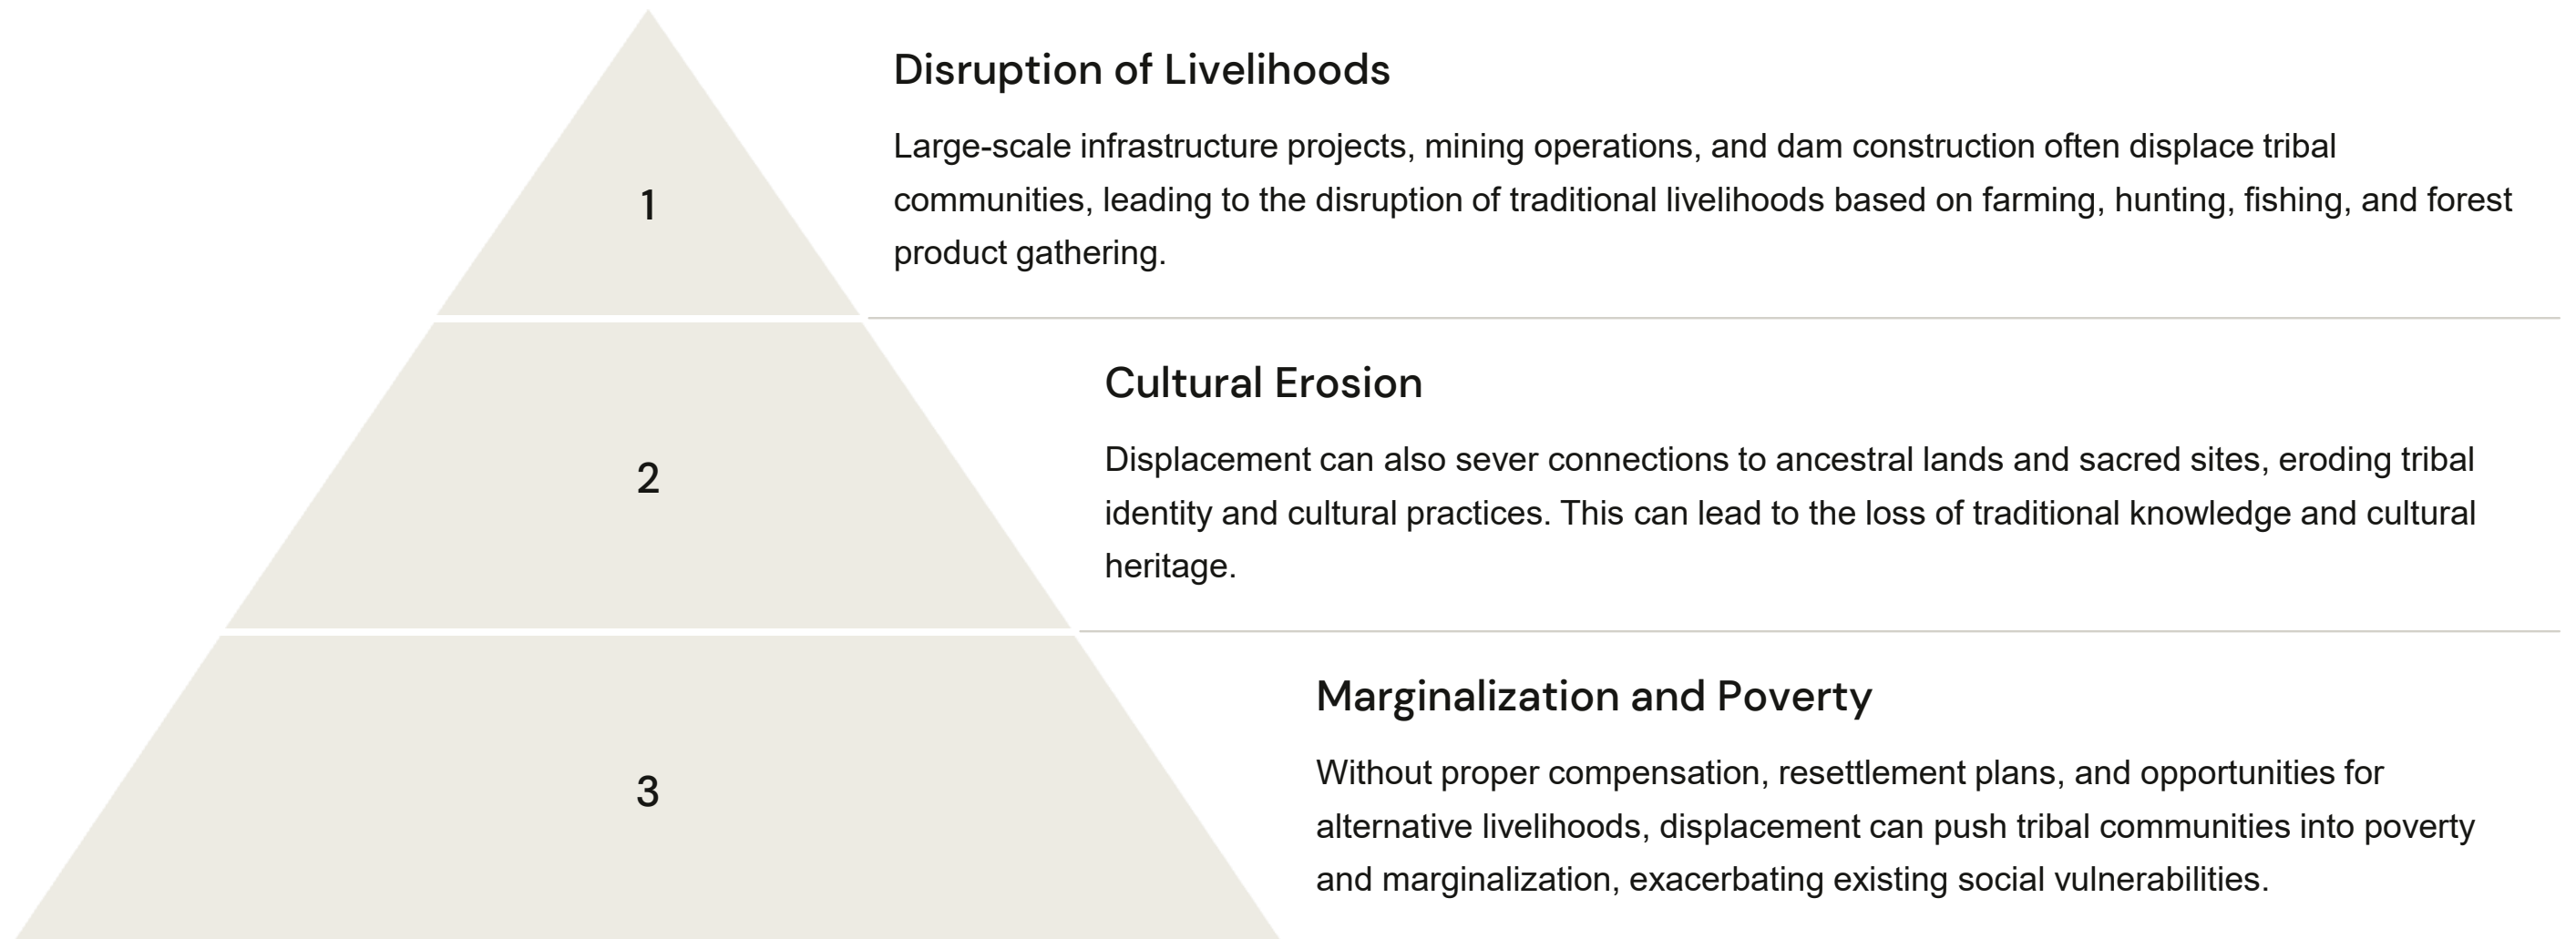 Disruption of Livelihoods
Large-scale infrastructure projects, mining operations, and dam construction often displace tribal
communities, leading to the disruption of traditional livelihoods based on farming, hunting, fishing, and forest
product gathering.
1
Cultural Erosion
Displacement can also sever connections to ancestral lands and sacred sites, eroding tribal
identity and cultural practices. This can lead to the loss of traditional knowledge and cultural
heritage.
2
Marginalization and Poverty
Without proper compensation, resettlement plans, and opportunities for
alternative livelihoods, displacement can push tribal communities into poverty
and marginalization, exacerbating existing social vulnerabilities.
3